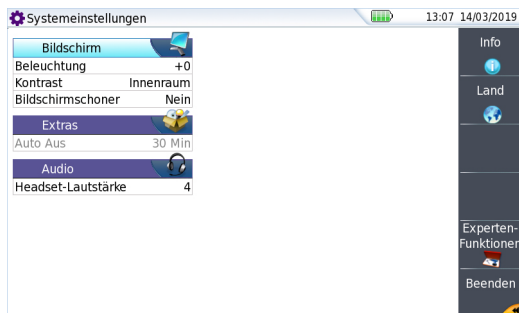 Systemeinstellungen
13:07 14/03/2019
Bildschirm
Beleuchtung +0
Kontrast Innenraum
Bildschirmschoner Nein
Extras
Auto Aus 30 Min
Audio
Headset-Lautstärke 4
Info
Land
Experten-
Funktionen
Beenden